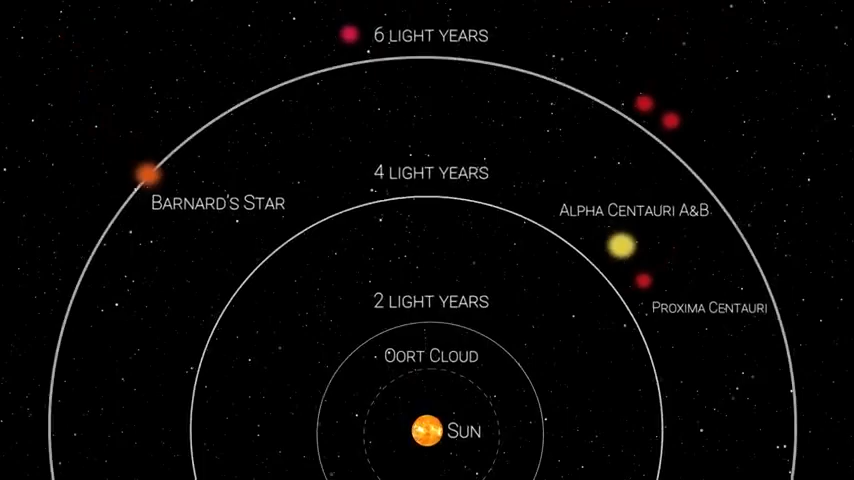 6 LIGHT YEARS
4 LIGHT YEARS
BARNARD'S STAR
ALPHA CENTAURI A&B
2 LIGHT YEARS
PROXIMA CENTAURI
OORT CLOUD
SUN